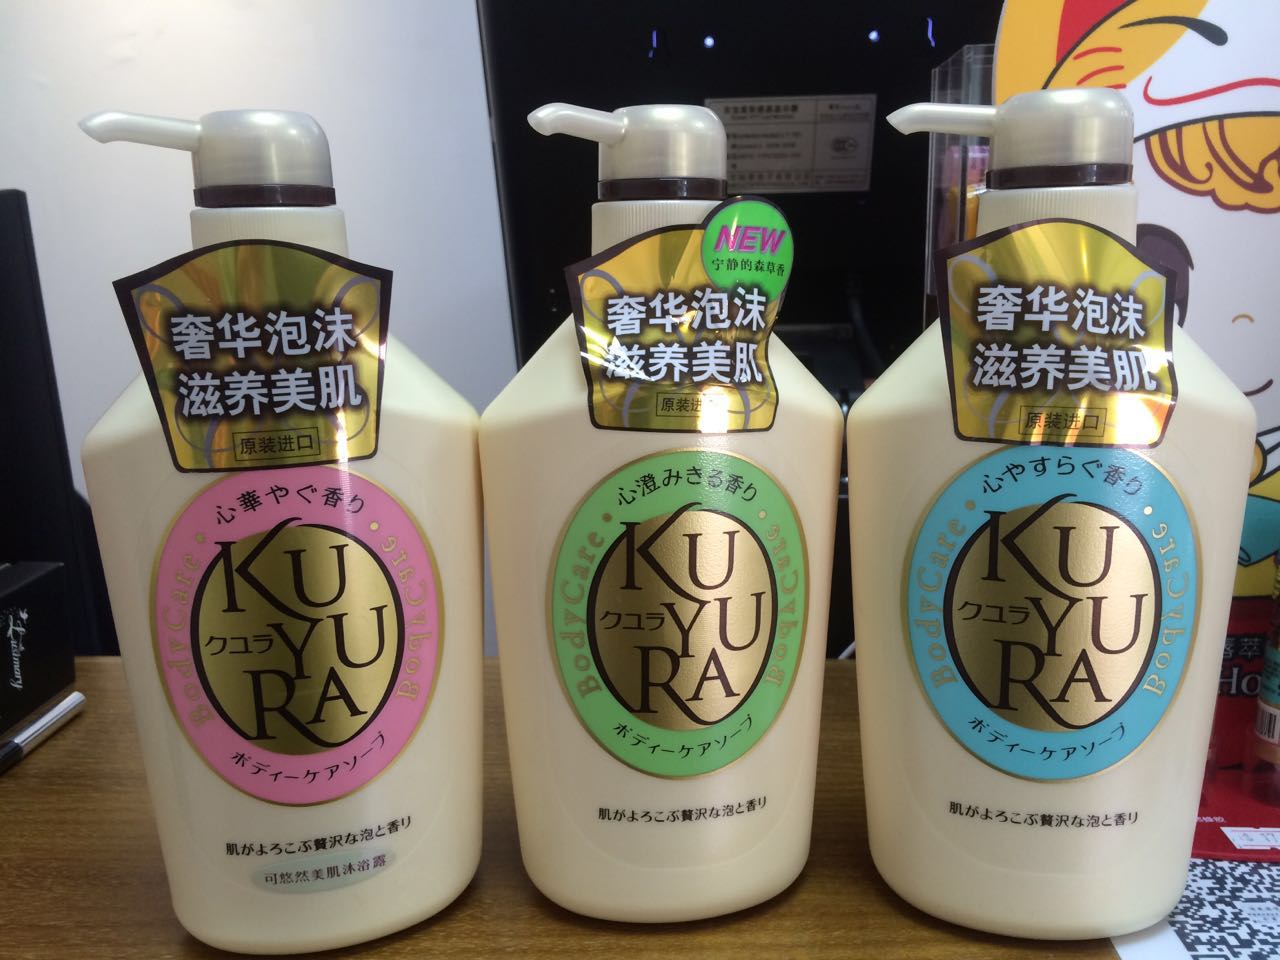 奢华泡沫
滋养美肌
原装进口
心華やぐ香り
BodyCare
BodyCare
KU
クユラ
YU
RA
ボディーケアソープ
肌がよろこぶ贅沢な泡と香り
可悠然美肌沐浴露
NEW
宁静的森草香
奢华泡沫
滋养美肌
原装进口
心澄みきる香り
BodyCare
BodyCare
KU
クユラ
YU
RA
ボディーケアソープ
肌がよろこぶ贅沢な泡と香り
奢华泡沫
滋养美肌
原装进口
心やすらぐ香り
BodyCare
BodyCare
KU
クユラ
YU
RA
ボディーケアソープ
肌がよろこぶ贅沢な泡と香り